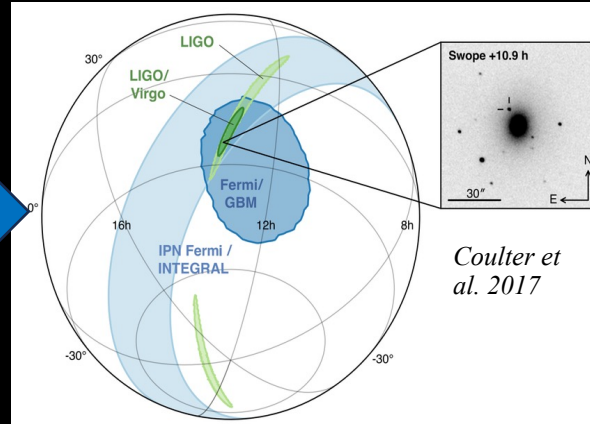 LIGO
Swope +10.9 h
30°
LIGO/
Virgo
N
30"
E
Fermi/
GBM
0°
16h
12h
8h
IPN Fermi /
INTEGRAL
Coulter et
al. 2017
-30°
-30°